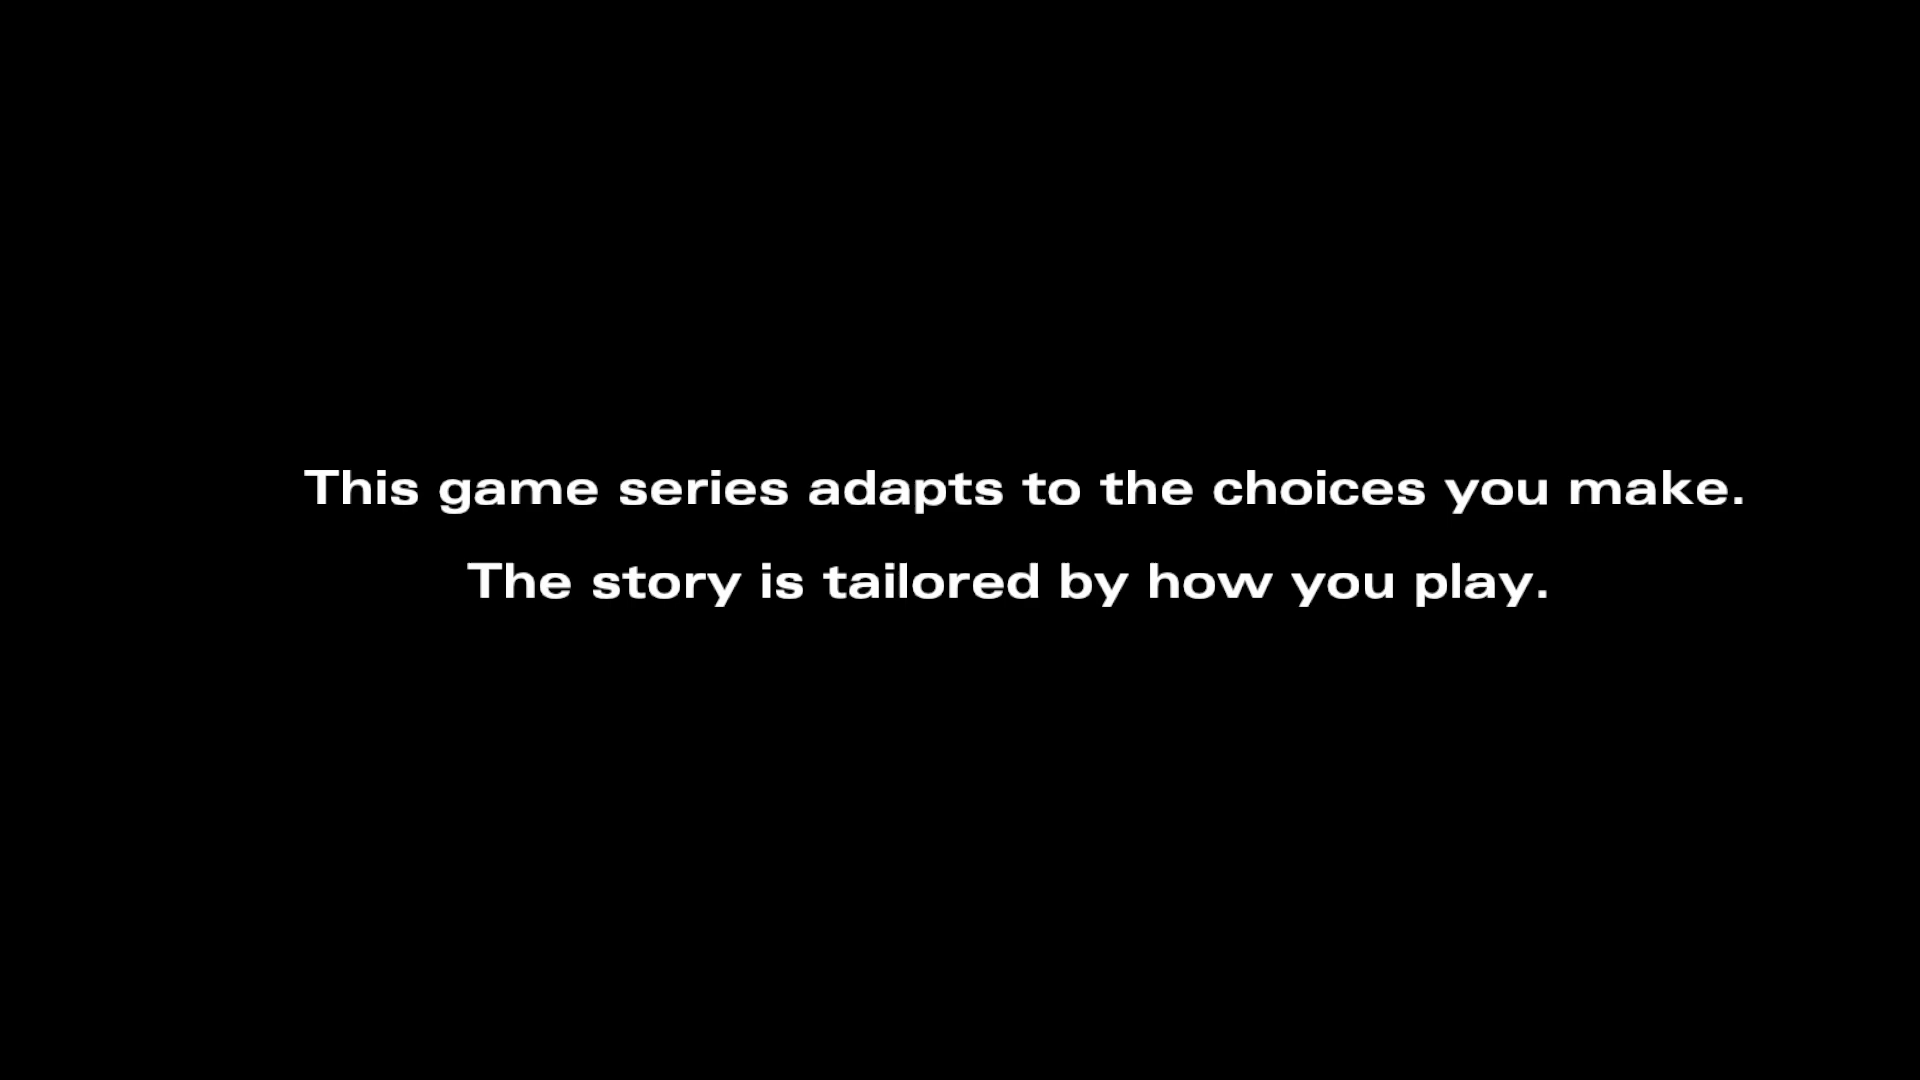 This game series adapts to the choices you make.
The story is tailored by how you play.